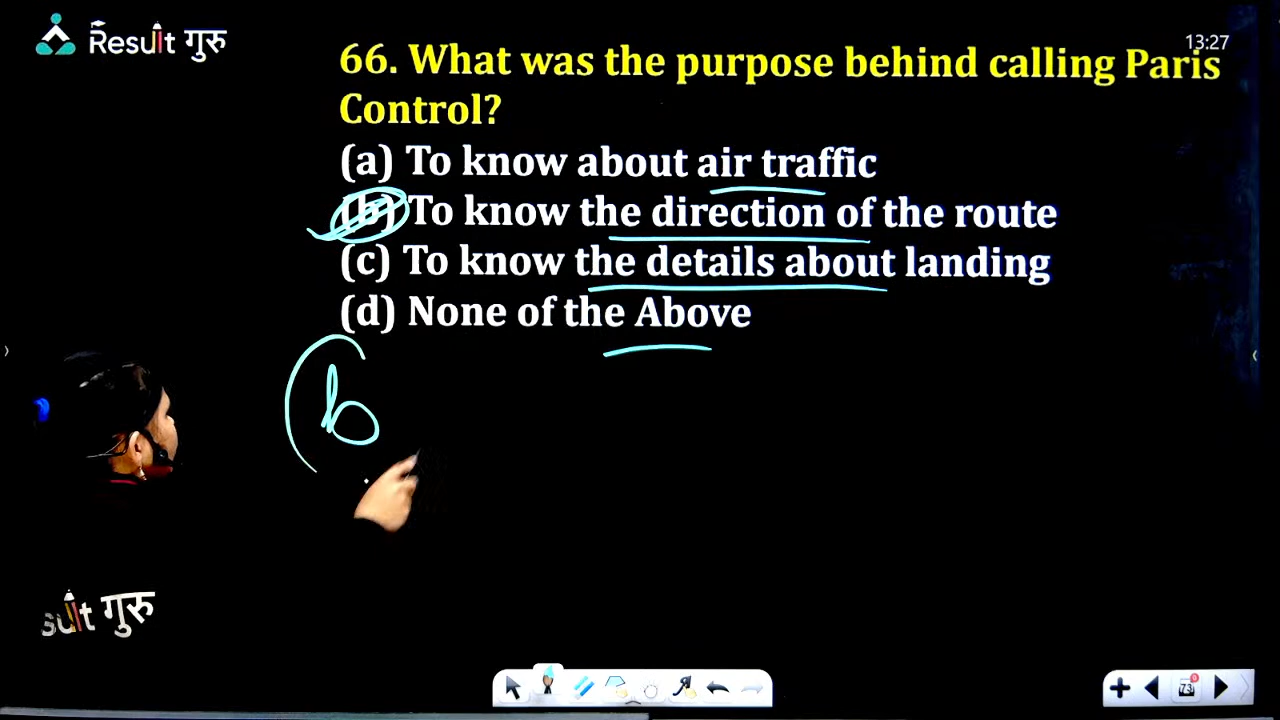 Result गुरु
13:27
66. What was the purpose behind calling Paris
Control?
(a) To know about air traffic
(b) To know the direction of the route
(c) To know the details about landing
(d) None of the Above
(b
sult गुरु
73